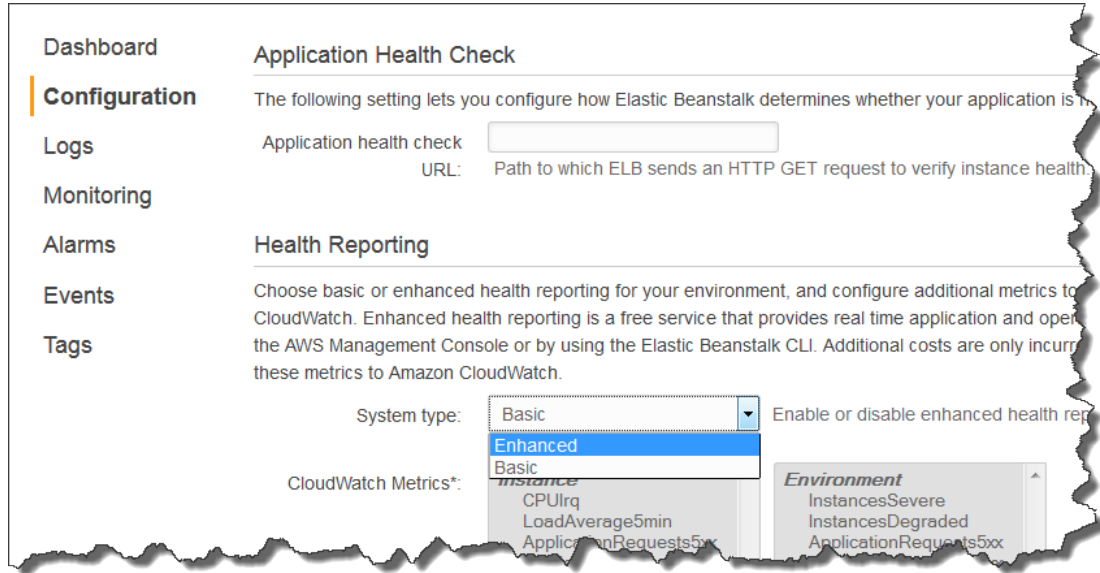 Dashboard
Configuration
Logs
Monitoring
Alarms
Events
Tags
Application Health Check
The following setting lets you configure how Elastic Beanstalk determines whether your application is
Application health check
URL:
Path to which ELB sends an HTTP GET request to verify instance health.
Health Reporting
Choose basic or enhanced health reporting for your environment, and configure additional metrics to
CloudWatch. Enhanced health reporting is a free service that provides real time application and oper
the AWS Management Console or by using the Elastic Beanstalk CLI. Additional costs are only incurr
these metrics to Amazon CloudWatch.
System type:
Basic
Enable or disable enhanced health rep
Enhanced
Basic
CloudWatch Metrics*:
Instance
CPUIrq
LoadAverage5min
ApplicationRequests5xx
Environment
InstancesSevere
InstancesDegraded
ApplicationRequests5xx